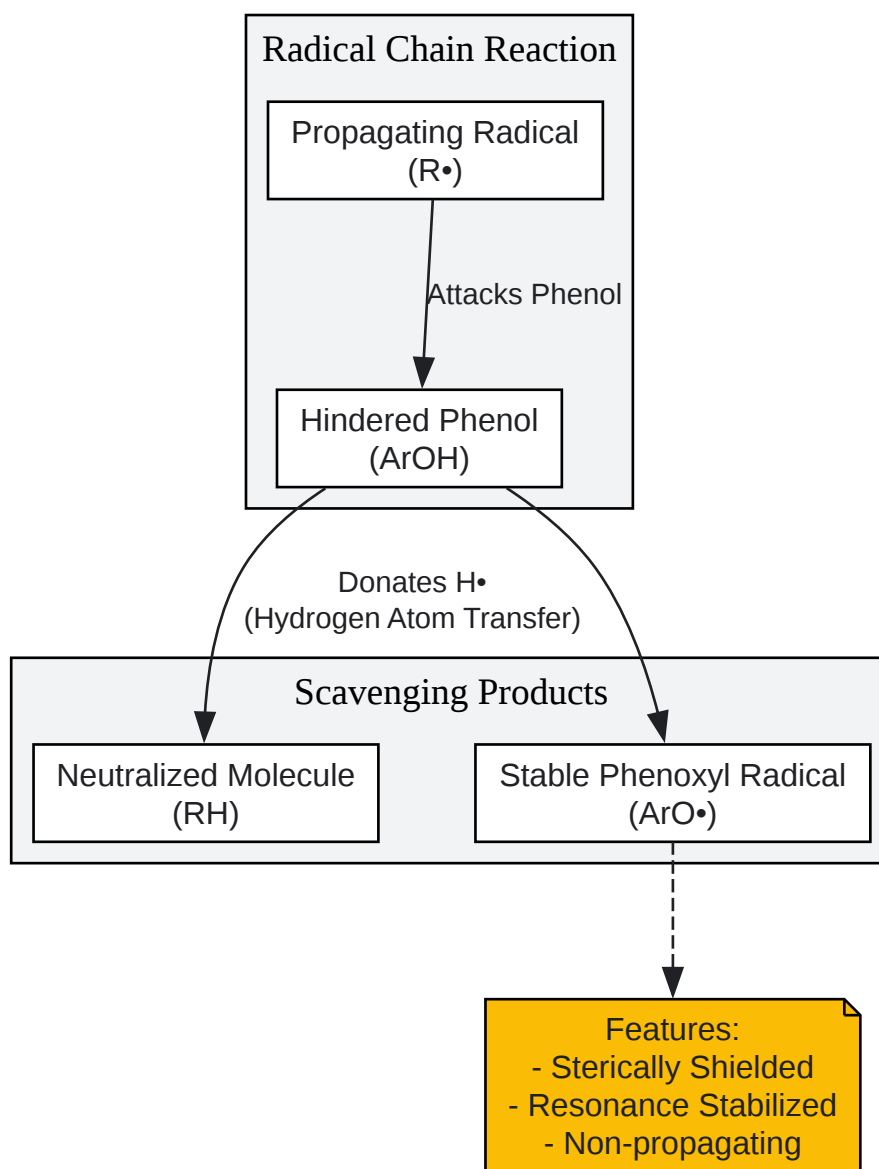 Radical Chain Reaction
Propagating Radical
(R•)
Attacks Phenol
Hindered Phenol
(ArOH)
Donates H•
(Hydrogen Atom Transfer)
Scavenging Products
Neutralized Molecule
(RH)
Stable Phenoxyl Radical
(ArO•)
Features:
- Sterically Shielded
- Resonance Stabilized
- Non-propagating